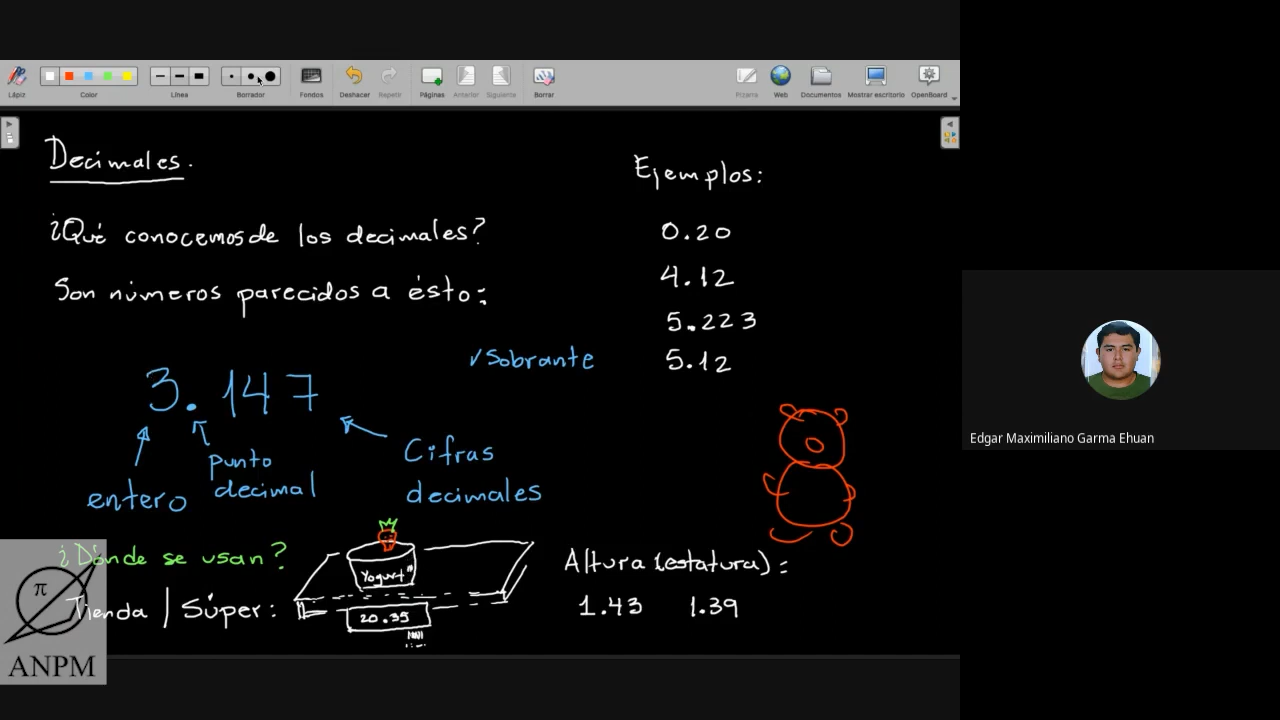 Lápiz Color Línea Borrador Fondos Deshacer Repetir Páginas Anterior Siguiente Borrar Pizarra Web Documentos Mostrar escritorio OpenBoard
Decimales.
¿Qué conocemos de los decimales?
Son números parecidos a ésto:
3.147
entero
punto
decimal
Cifras
decimales
✓Sobrante
Ejemplos:
0.20
4.12
5.223
5.12
¿Dónde se usan?
Tienda | Súper:
Yogurt
20.35
Altura (estatura):
1.43 1.39
π
ANPM
Edgar Maximiliano Garma Ehuan